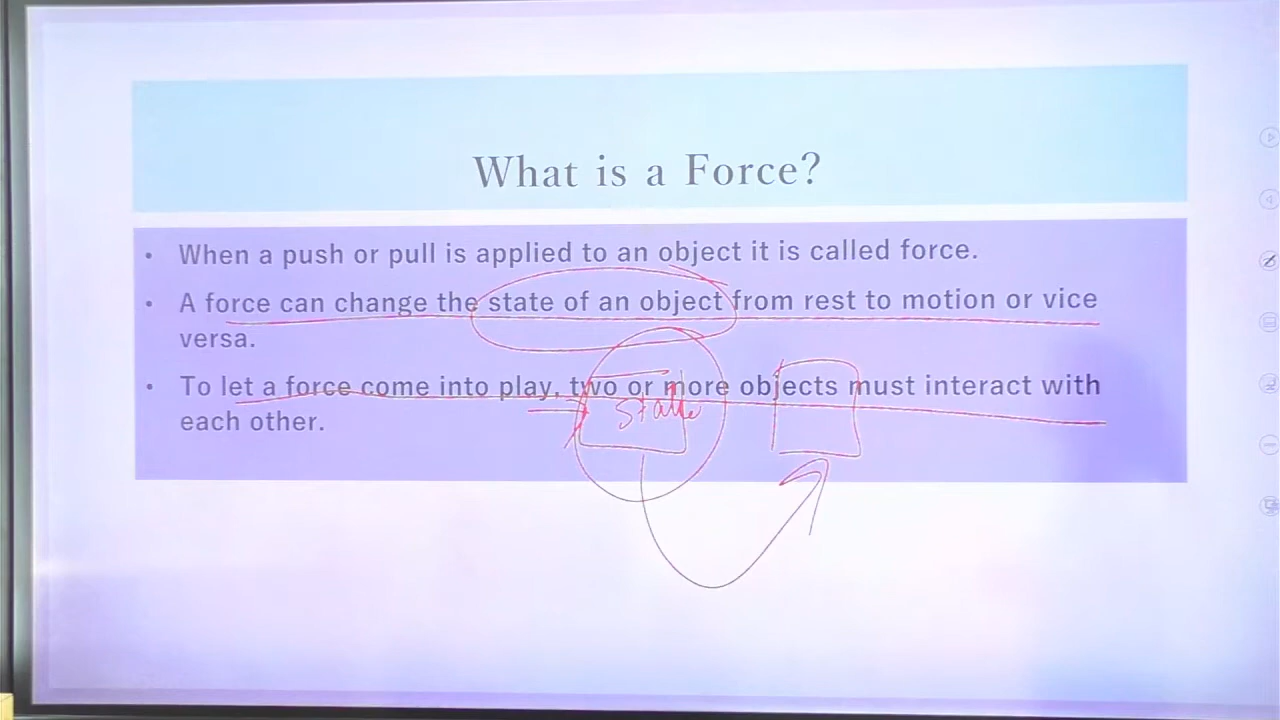 What is a Force?
• When a push or pull is applied to an object it is called force.
• A force can change the state of an object from rest to motion or vice
versa.
• To let a force come into play, two or more objects must interact with
each other.